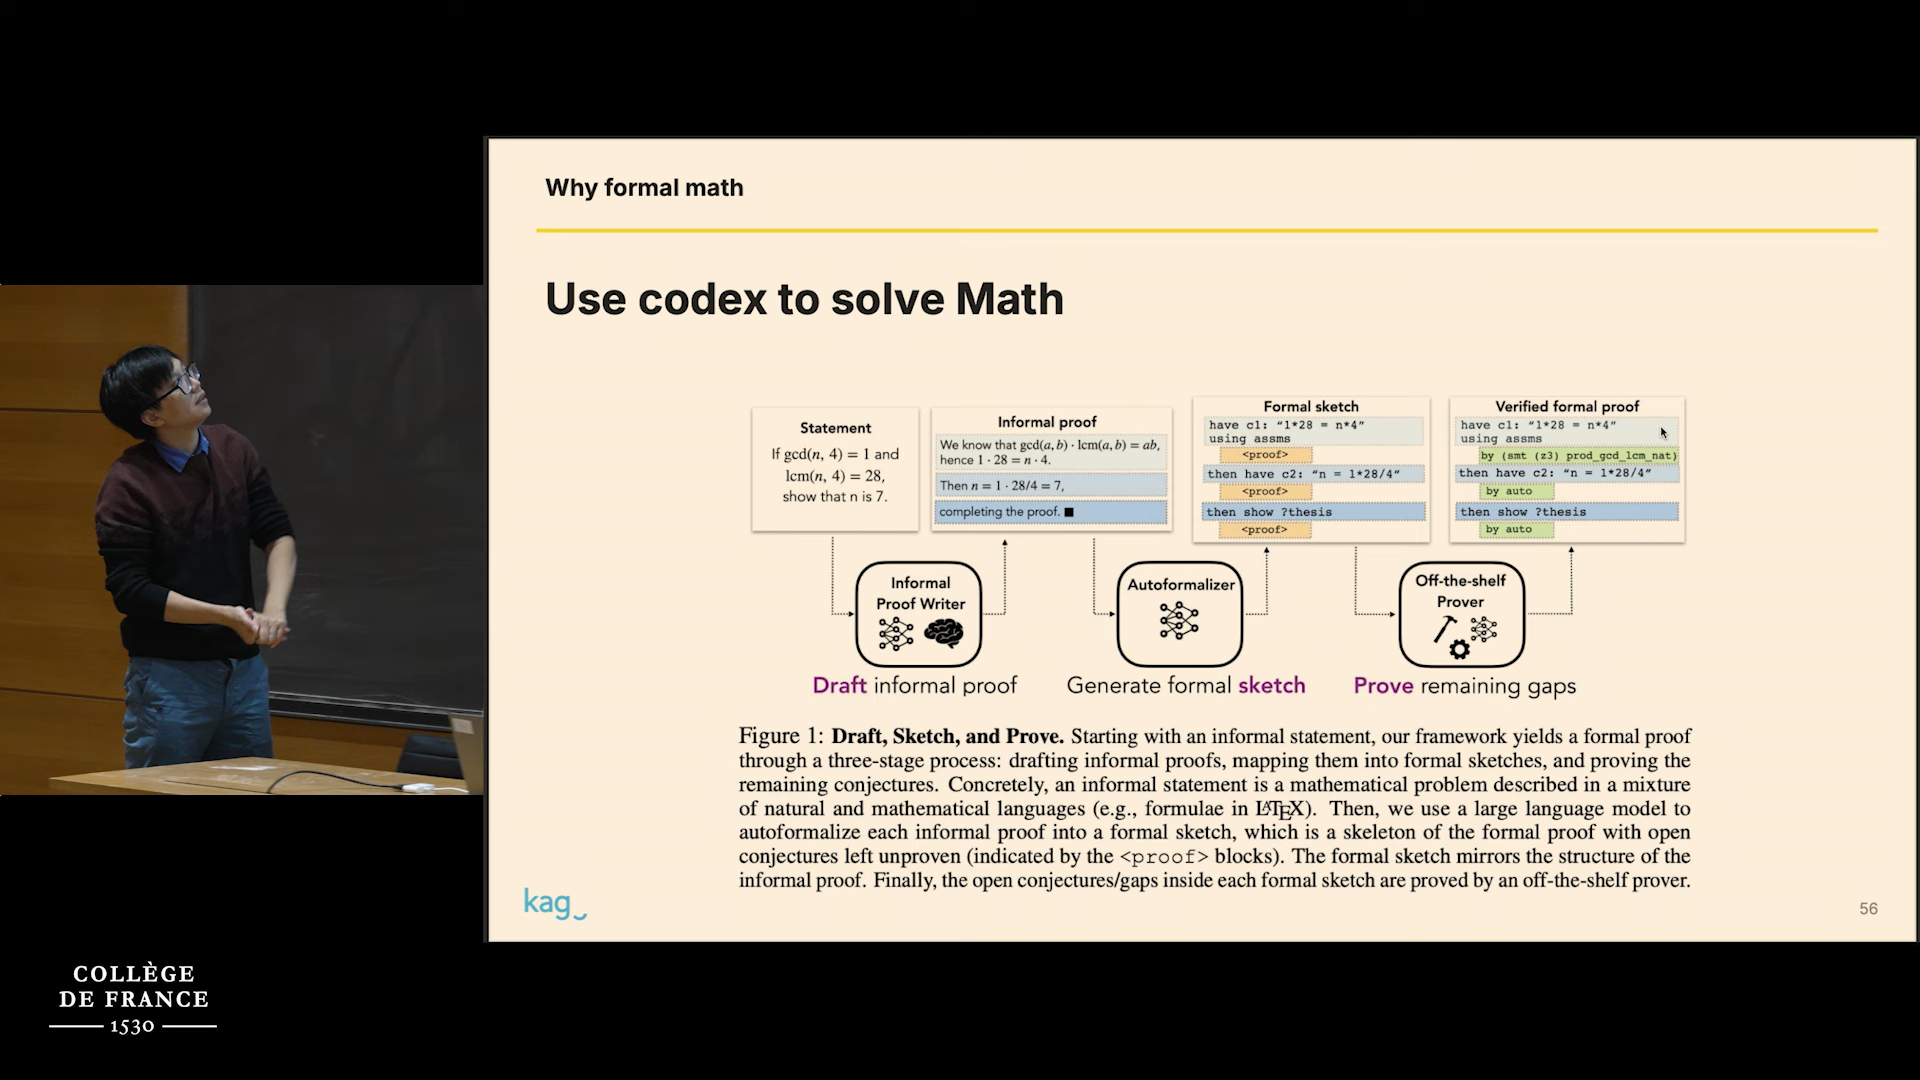 Why formal math
Use codex to solve Math
Statement
If gcd(n, 4) = 1 and
lcm(n, 4) = 28,
show that n is 7.
Informal proof
We know that gcd(a, b) · lcm(a, b) = ab,
hence 1 · 28 = n · 4.
Then n = 1 · 28/4 = 7,
completing the proof. ■
Formal sketch
have c1: “1*28 = n*4”
using assms
<proof>
then have c2: “n = 1*28/4”
<proof>
then show ?thesis
<proof>
Verified formal proof
have c1: “1*28 = n*4”
using assms
by (smt (z3) prod_gcd_lcm_nat)
then have c2: “n = 1*28/4”
by auto
then show ?thesis
by auto
Informal
Proof Writer
Autoformalizer
Off-the-shelf
Prover
Draft informal proof
Generate formal sketch
Prove remaining gaps
Figure 1: Draft, Sketch, and Prove. Starting with an informal statement, our framework yields a formal proof
through a three-stage process: drafting informal proofs, mapping them into formal sketches, and proving the
remaining conjectures. Concretely, an informal statement is a mathematical problem described in a mixture
of natural and mathematical languages (e.g., formulae in LATEX). Then, we use a large language model to
autoformalize each informal proof into a formal sketch, which is a skeleton of the formal proof with open
conjectures left unproven (indicated by the <proof> blocks). The formal sketch mirrors the structure of the
informal proof. Finally, the open conjectures/gaps inside each formal sketch are proved by an off-the-shelf prover.
kag
56
COLLÈGE
DE FRANCE
1530